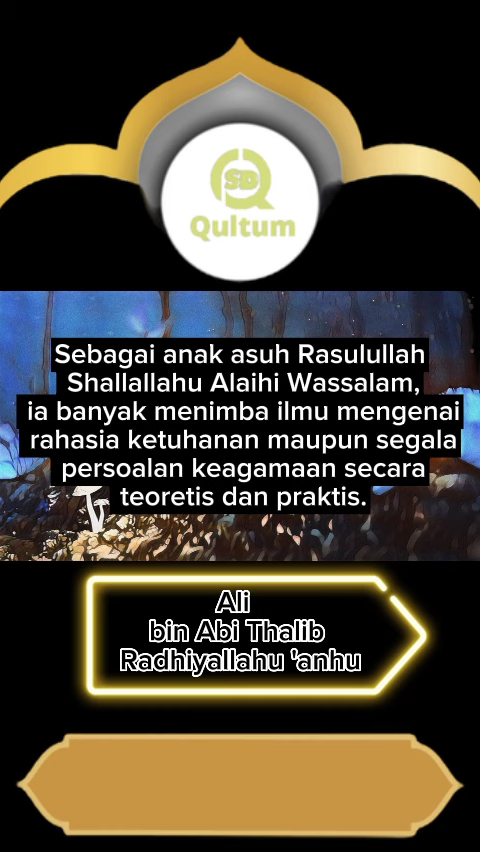 SD
Qultum
Sebagai anak asuh Rasulullah
Shallallahu Alaihi Wassalam,
ia banyak menimba ilmu mengenai
rahasia ketuhanan maupun segala
persoalan keagamaan secara
teoretis dan praktis.
Ali
bin Abi Thalib
Radhiyallahu 'anhu